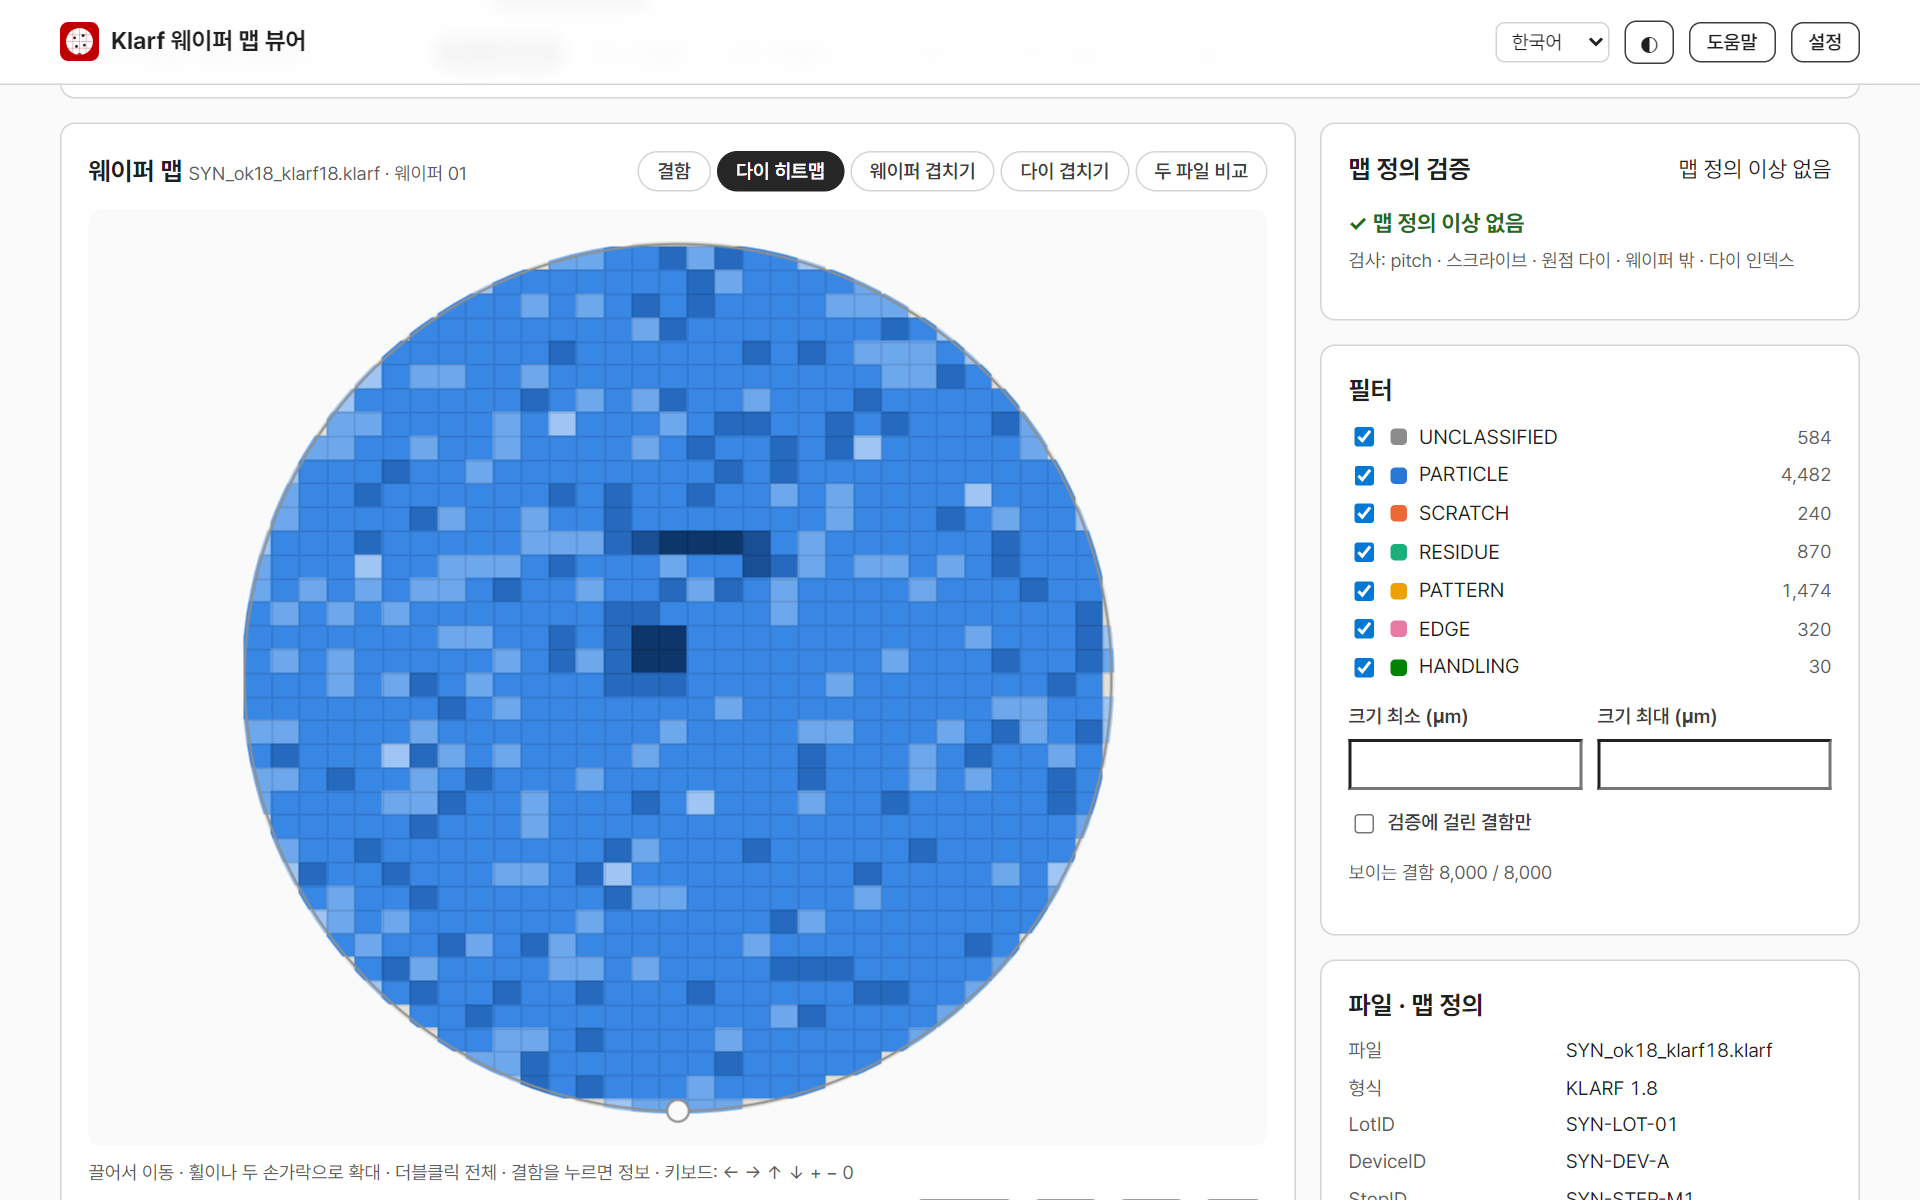 Klarf 웨이퍼 맵 뷰어
한국어
도움말
설정
웨이퍼 맵 SYN_ok18_klarf18.klarf · 웨이퍼 01
결함
다이 히트맵
웨이퍼 겹치기
다이 겹치기
두 파일 비교
끌어서 이동 · 휠이나 두 손가락으로 확대 · 더블클릭 전체 · 결함을 누르면 정보 · 키보드: ← → ↑ ↓ + − 0
맵 정의 검증
맵 정의 이상 없음
✓ 맵 정의 이상 없음
검사: pitch · 스크라이브 · 원점 다이 · 웨이퍼 밖 · 다이 인덱스
필터
UNCLASSIFIED 584
PARTICLE 4,482
SCRATCH 240
RESIDUE 870
PATTERN 1,474
EDGE 320
HANDLING 30
크기 최소 (μm)
크기 최대 (μm)
검증에 걸린 결함만
보이는 결함 8,000 / 8,000
파일 · 맵 정의
파일 SYN_ok18_klarf18.klarf
형식 KLARF 1.8
LotID SYN-LOT-01
DeviceID SYN-DEV-A
StepID SYN-STEP-M1